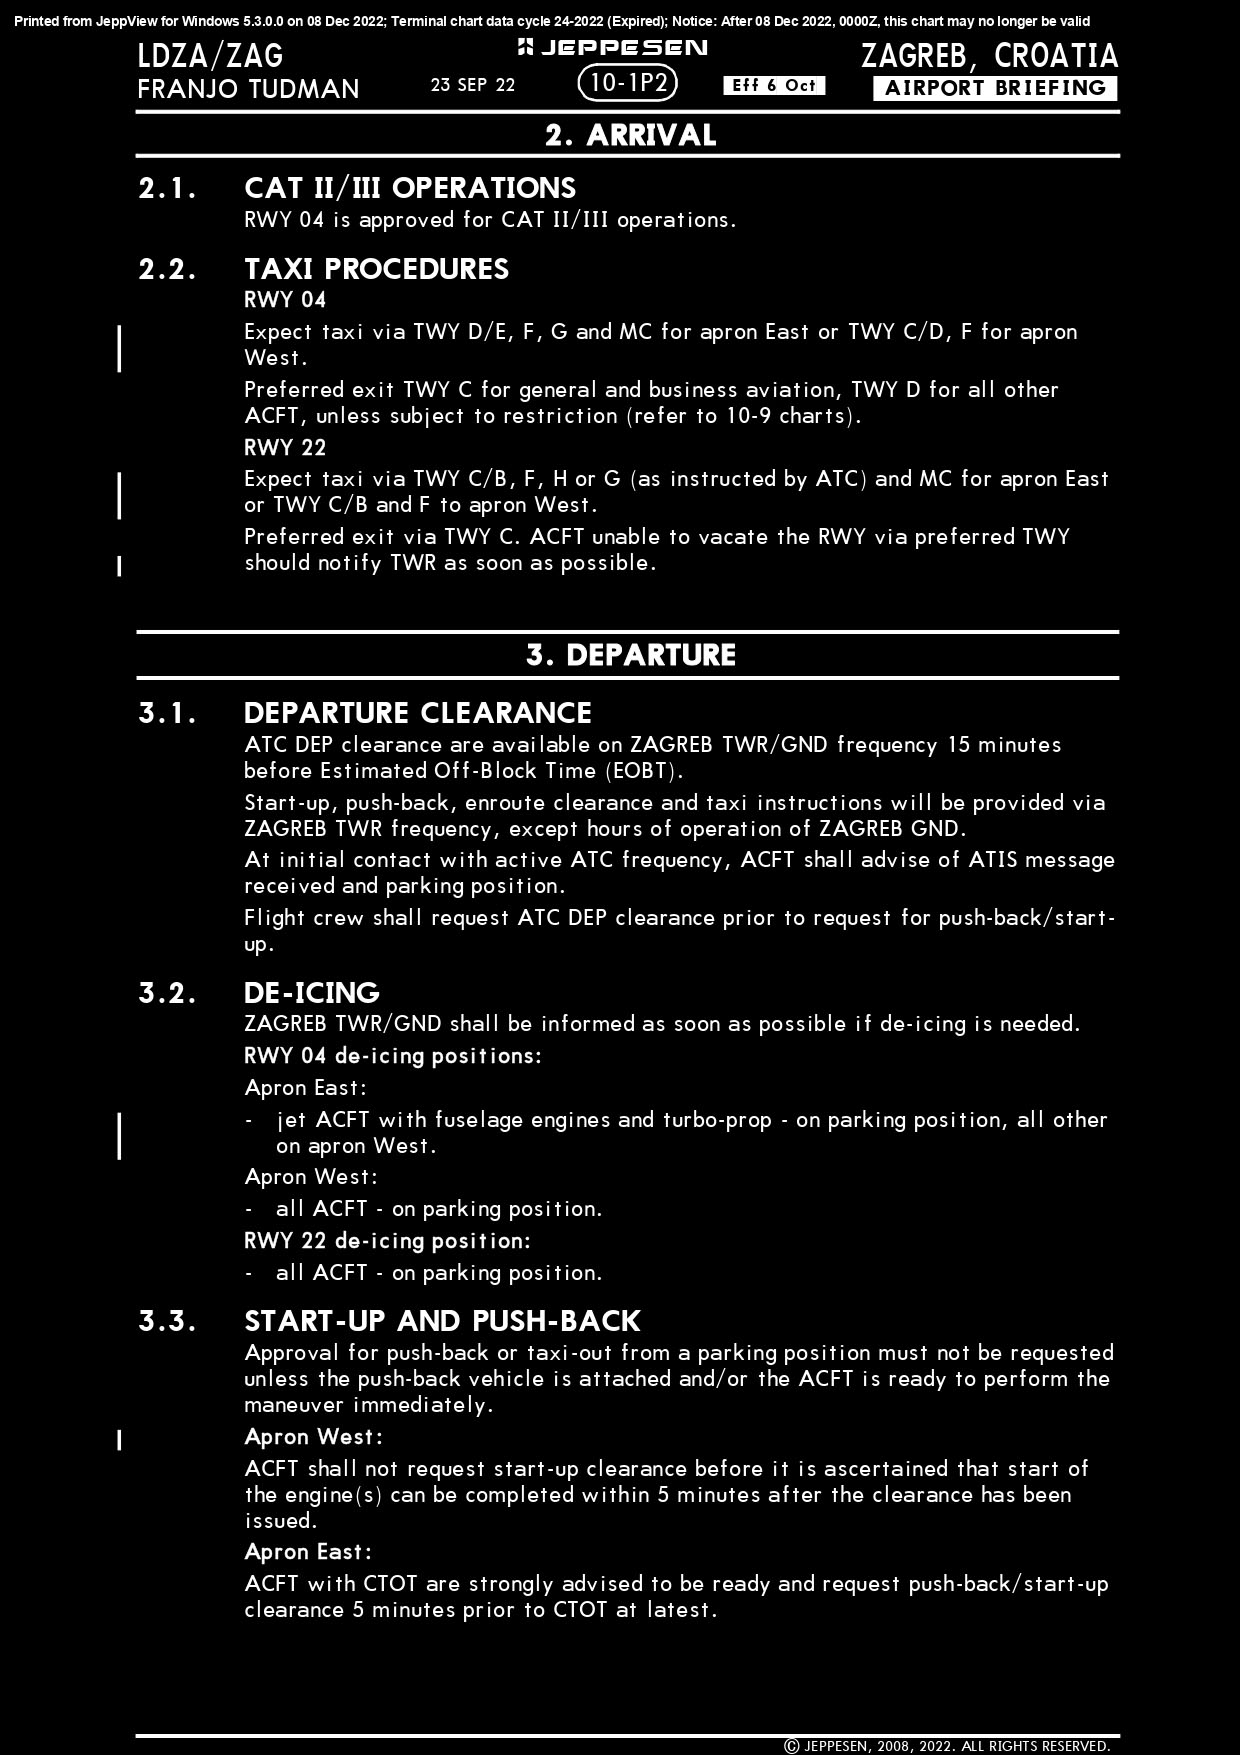 Printed from JeppView for Windows 5.3.0.0 on 08 Dec 2022; Terminal chart data cycle 24-2022 (Expired); Notice: After 08 Dec 2022, 0000Z, this chart may no longer be valid
LDZA/ZAG JEPPESEN ZAGREB, CROATIA
FRANJO TUDMAN 23 SEP 22 10-1P2 Eff 6 Oct AIRPORT BRIEFING
2. ARRIVAL
2.1. CAT II/III OPERATIONS
RWY 04 is approved for CAT II/III operations.
2.2. TAXI PROCEDURES
RWY 04
Expect taxi via TWY D/E, F, G and MC for apron East or TWY C/D, F for apron
West.
Preferred exit TWY C for general and business aviation, TWY D for all other
ACFT, unless subject to restriction (refer to 10-9 charts).
RWY 22
Expect taxi via TWY C/B, F, H or G (as instructed by ATC) and MC for apron East
or TWY C/B and F to apron West.
Preferred exit via TWY C. ACFT unable to vacate the RWY via preferred TWY
should notify TWR as soon as possible.
3. DEPARTURE
3.1. DEPARTURE CLEARANCE
ATC DEP clearance are available on ZAGREB TWR/GND frequency 15 minutes
before Estimated Off-Block Time (EOBT).
Start-up, push-back, enroute clearance and taxi instructions will be provided via
ZAGREB TWR frequency, except hours of operation of ZAGREB GND.
At initial contact with active ATC frequency, ACFT shall advise of ATIS message
received and parking position.
Flight crew shall request ATC DEP clearance prior to request for push-back/start-
up.
3.2. DE-ICING
ZAGREB TWR/GND shall be informed as soon as possible if de-icing is needed.
RWY 04 de-icing positions:
Apron East:
- jet ACFT with fuselage engines and turbo-prop - on parking position, all other
on apron West.
Apron West:
- all ACFT - on parking position.
RWY 22 de-icing position:
- all ACFT - on parking position.
3.3. START-UP AND PUSH-BACK
Approval for push-back or taxi-out from a parking position must not be requested
unless the push-back vehicle is attached and/or the ACFT is ready to perform the
maneuver immediately.
Apron West:
ACFT shall not request start-up clearance before it is ascertained that start of
the engine(s) can be completed within 5 minutes after the clearance has been
issued.
Apron East:
ACFT with CTOT are strongly advised to be ready and request push-back/start-up
clearance 5 minutes prior to CTOT at latest.
© JEPPESEN, 2008, 2022. ALL RIGHTS RESERVED.